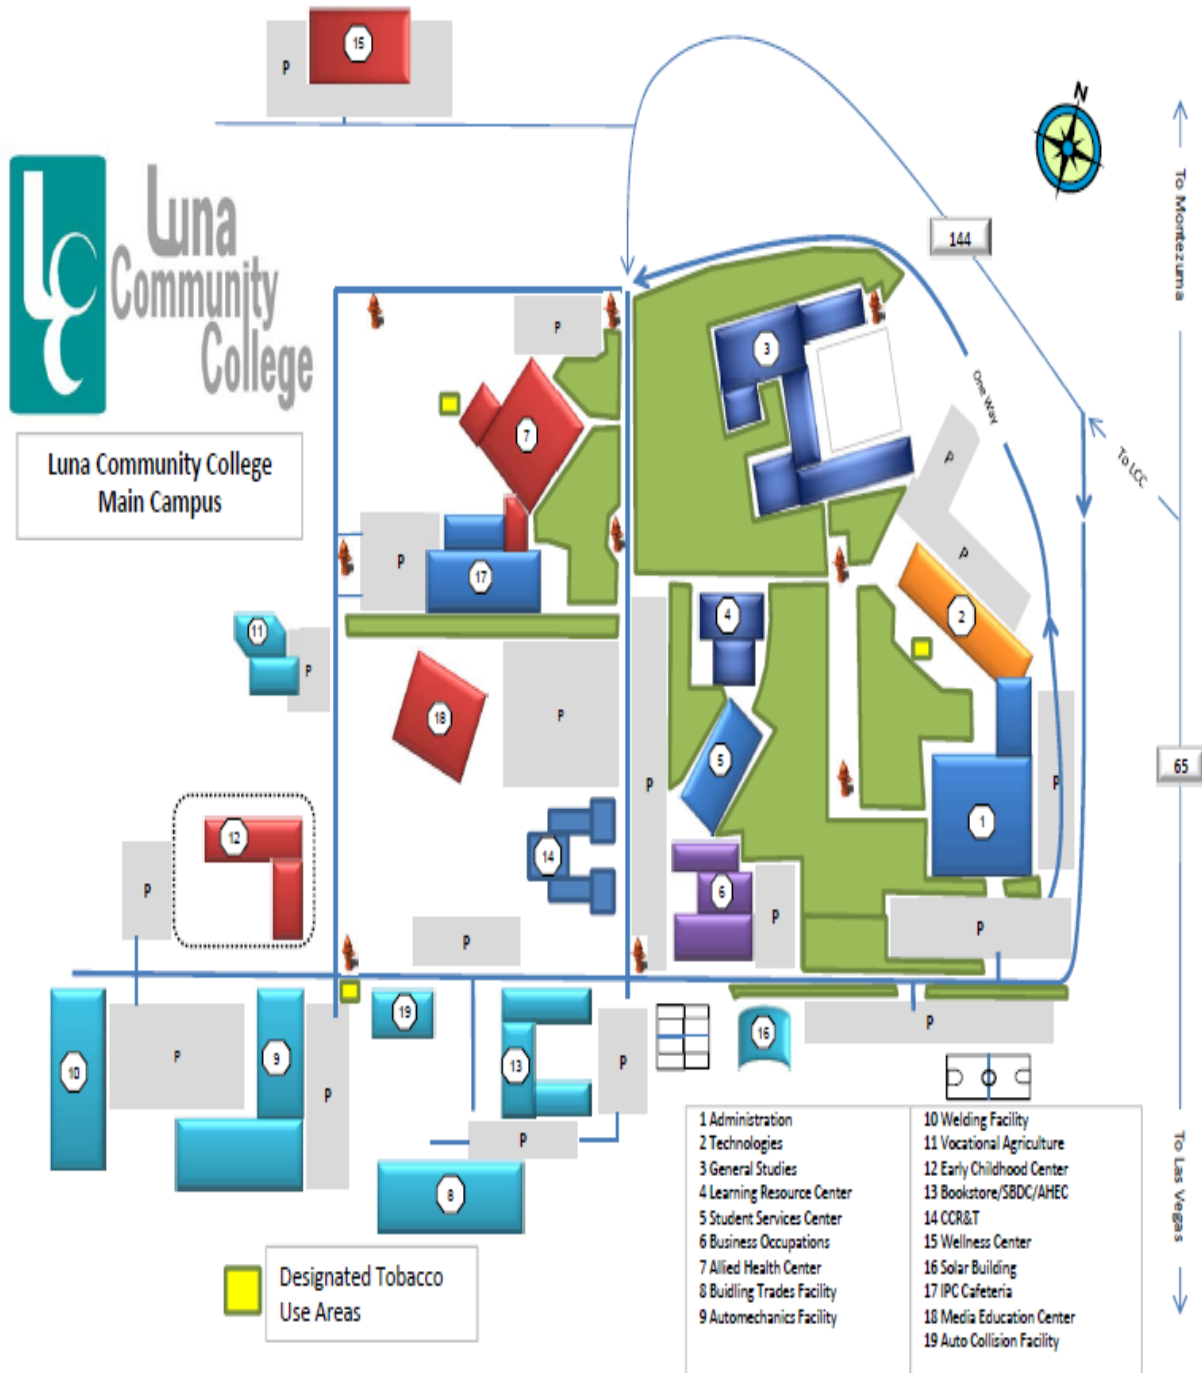 15
P
N
To Montezuma
144
Luna
Community
College
LCC
Luna Community College
Main Campus
P
3
7
One Way
To LCC
P
P
P
17
2
4
11
P
18
P
5
P
65
P
1
12
14
P
6
P
P
P
10
P
9
P
19
13
P
16
P
P
8
To Las Vegas
1 Administration
2 Technologies
3 General Studies
4 Learning Resource Center
5 Student Services Center
6 Business Occupations
7 Allied Health Center
8 Buidling Trades Facility
9 Automechanics Facility
10 Welding Facility
11 Vocational Agriculture
12 Early Childhood Center
13 Bookstore/SBDC/AHEC
14 CCR&T
15 Wellness Center
16 Solar Building
17 IPC Cafeteria
18 Media Education Center
19 Auto Collision Facility
Designated Tobacco
Use Areas